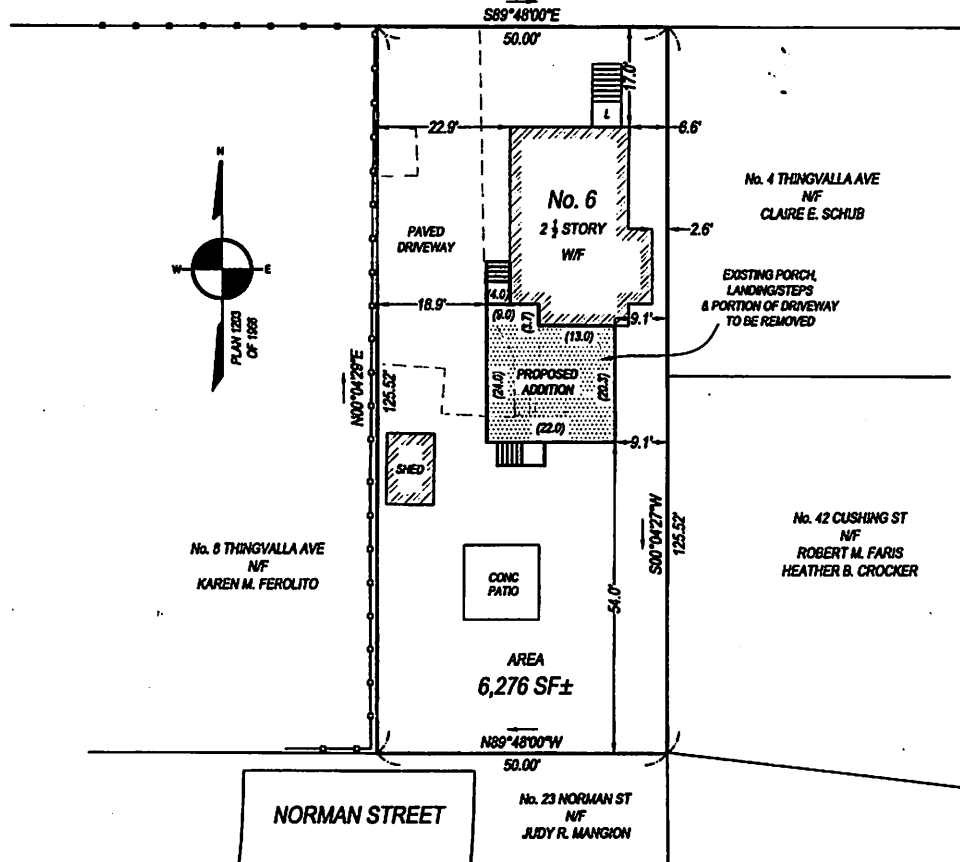 S89°48'00"E
50.00'
17.0'
L
22.9'
6.6'
No. 6
2 ½ STORY
W/F
No. 4 THINGVALLA AVE
N/F
CLAIRE E. SCHUB
2.6'
N
W
E
PLAN 1203
OF 1966
PAVED
DRIVEWAY
EXISTING PORCH,
LANDING/STEPS
& PORTION OF DRIVEWAY
TO BE REMOVED
(4.0)
18.9'
(9.0)
(3.7)
(13.0)
9.1'
N00°04'29"E
125.52'
PROPOSED
ADDITION
(24.0)
(20.3)
(22.0)
9.1'
SHED
S00°04'27"W
125.52'
No. 8 THINGVALLA AVE
N/F
KAREN M. FEROLITO
No. 42 CUSHING ST
N/F
ROBERT M. FARIS
HEATHER B. CROCKER
CONC
PATIO
54.0'
AREA
6,276 SF±
N89°48'00"W
50.00'
NORMAN STREET
No. 23 NORMAN ST
N/F
JUDY R. MANGION